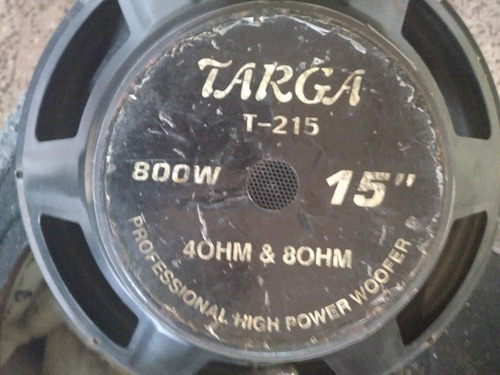 TARGA
T-215
800W
15"
4OHM & 8OHM
PROFESSIONAL HIGH POWER WOOFER